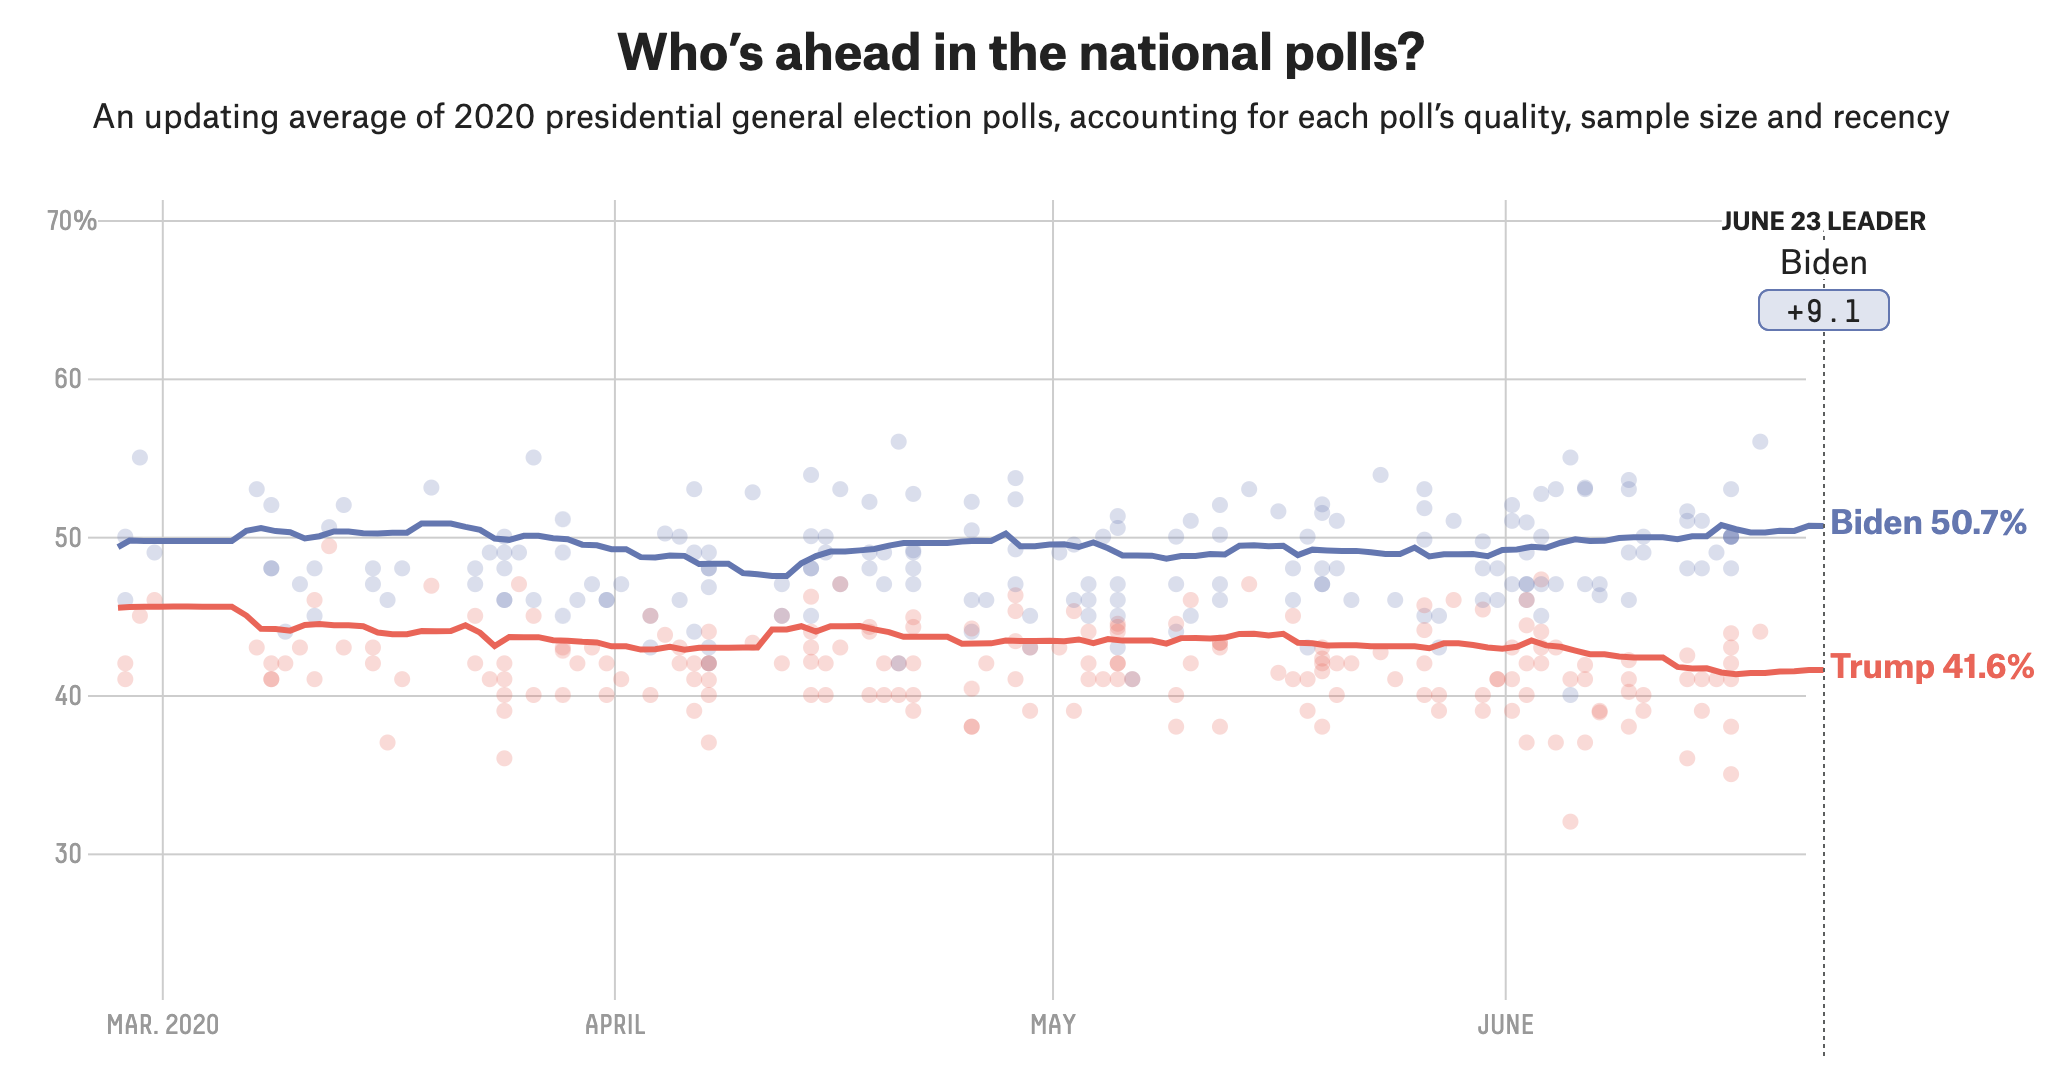 Who’s ahead in the national polls?
An updating average of 2020 presidential general election polls, accounting for each poll’s quality, sample size and recency
70%
JUNE 23 LEADER
Biden
+9.1
60
50
Biden 50.7%
Trump 41.6%
40
30
MAR. 2020
APRIL
MAY
JUNE